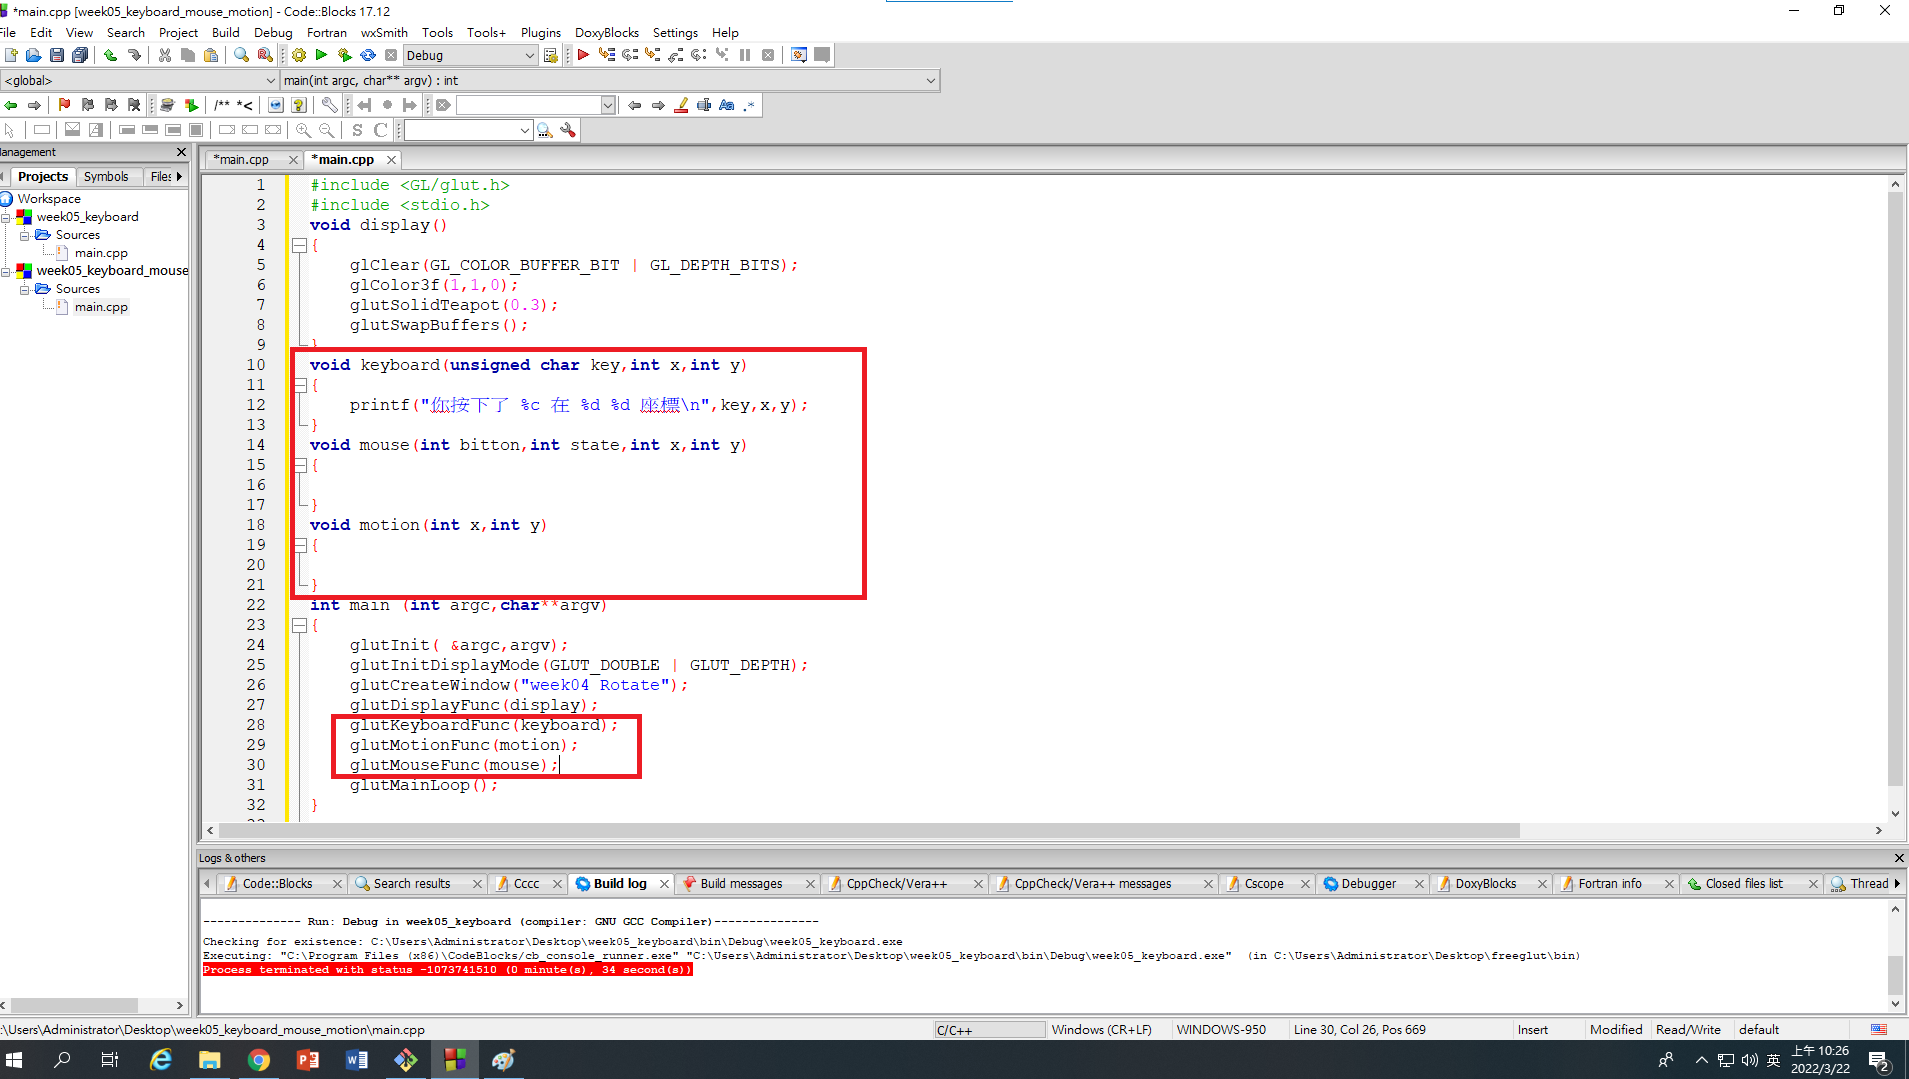 *main.cpp [week05_keyboard_mouse_motion] - Code::Blocks 17.12
File Edit View Search Project Build Debug Fortran wxSmith Tools Tools+ Plugins DoxyBlocks Settings Help
Debug
<global> main(int argc, char** argv) : int
/** *<
Aa .*
S C
anagement
*main.cpp *main.cpp
Projects Symbols Files
Workspace
week05_keyboard
Sources
main.cpp
week05_keyboard_mouse
Sources
main.cpp
1 #include <GL/glut.h>
2 #include <stdio.h>
3 void display()
4 {
5 glClear(GL_COLOR_BUFFER_BIT | GL_DEPTH_BITS);
6 glColor3f(1,1,0);
7 glutSolidTeapot(0.3);
8 glutSwapBuffers();
9 }
10 void keyboard(unsigned char key,int x,int y)
11 {
12 printf("你按下了 %c 在 %d %d 座標\n",key,x,y);
13 }
14 void mouse(int bitton,int state,int x,int y)
15 {
16
17 }
18 void motion(int x,int y)
19 {
20
21 }
22 int main (int argc,char**argv)
23 {
24 glutInit( &argc,argv);
25 glutInitDisplayMode(GLUT_DOUBLE | GLUT_DEPTH);
26 glutCreateWindow("week04 Rotate");
27 glutDisplayFunc(display);
28 glutKeyboardFunc(keyboard);
29 glutMotionFunc(motion);
30 glutMouseFunc(mouse);
31 glutMainLoop();
32 }
Logs & others
Code::Blocks Search results Cccc Build log Build messages CppCheck/Vera++ CppCheck/Vera++ messages Cscope Debugger DoxyBlocks Fortran info Closed files list Thread
-------------- Run: Debug in week05_keyboard (compiler: GNU GCC Compiler)---------------
Checking for existence: C:\Users\Administrator\Desktop\week05_keyboard\bin\Debug\week05_keyboard.exe
Executing: "C:\Program Files (x86)\CodeBlocks/cb_console_runner.exe" "C:\Users\Administrator\Desktop\week05_keyboard\bin\Debug\week05_keyboard.exe" (in C:\Users\Administrator\Desktop\freeglut\bin)
Process terminated with status -1073741510 (0 minute(s), 34 second(s))
:\Users\Administrator\Desktop\week05_keyboard_mouse_motion\main.cpp C/C++ Windows (CR+LF) WINDOWS-950 Line 30, Col 26, Pos 669 Insert Modified Read/Write default
英 上午 10:26
2022/3/22
2